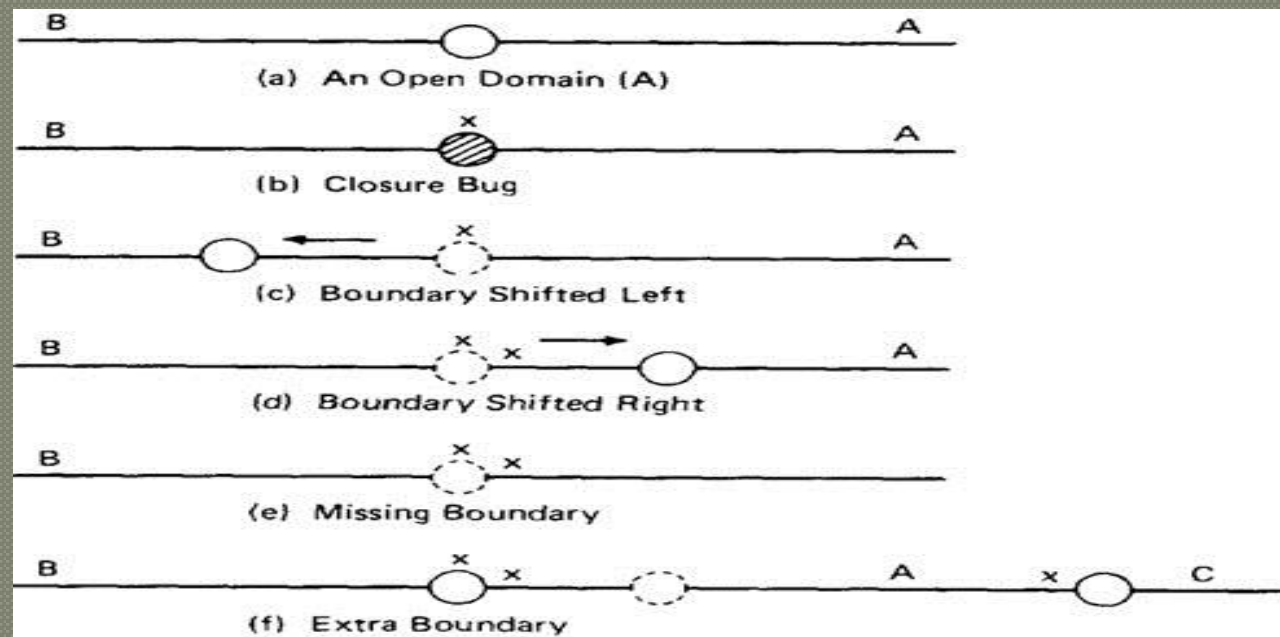 B A
(a) An Open Domain (A)
x
B A
(b) Closure Bug
x
B A
(c) Boundary Shifted Left
x x
B A
(d) Boundary Shifted Right
x x
B
(e) Missing Boundary
x x x
B A C
(f) Extra Boundary